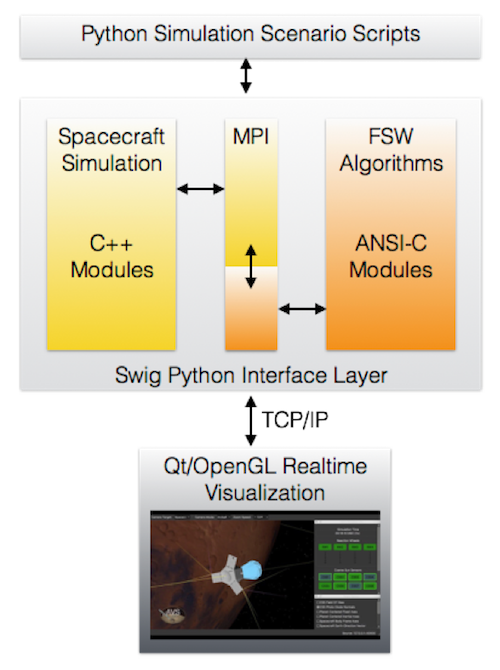 Python Simulation Scenario Scripts
Spacecraft
Simulation
C++
Modules
MPI
FSW
Algorithms
ANSI-C
Modules
Swig Python Interface Layer
TCP/IP
Qt/OpenGL Realtime
Visualization
AVS